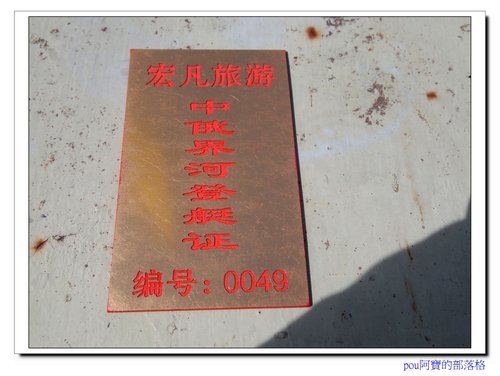 宏凡旅游
中
俄
界
河
登
艇
证
编号：0049
pou阿寶的部落格